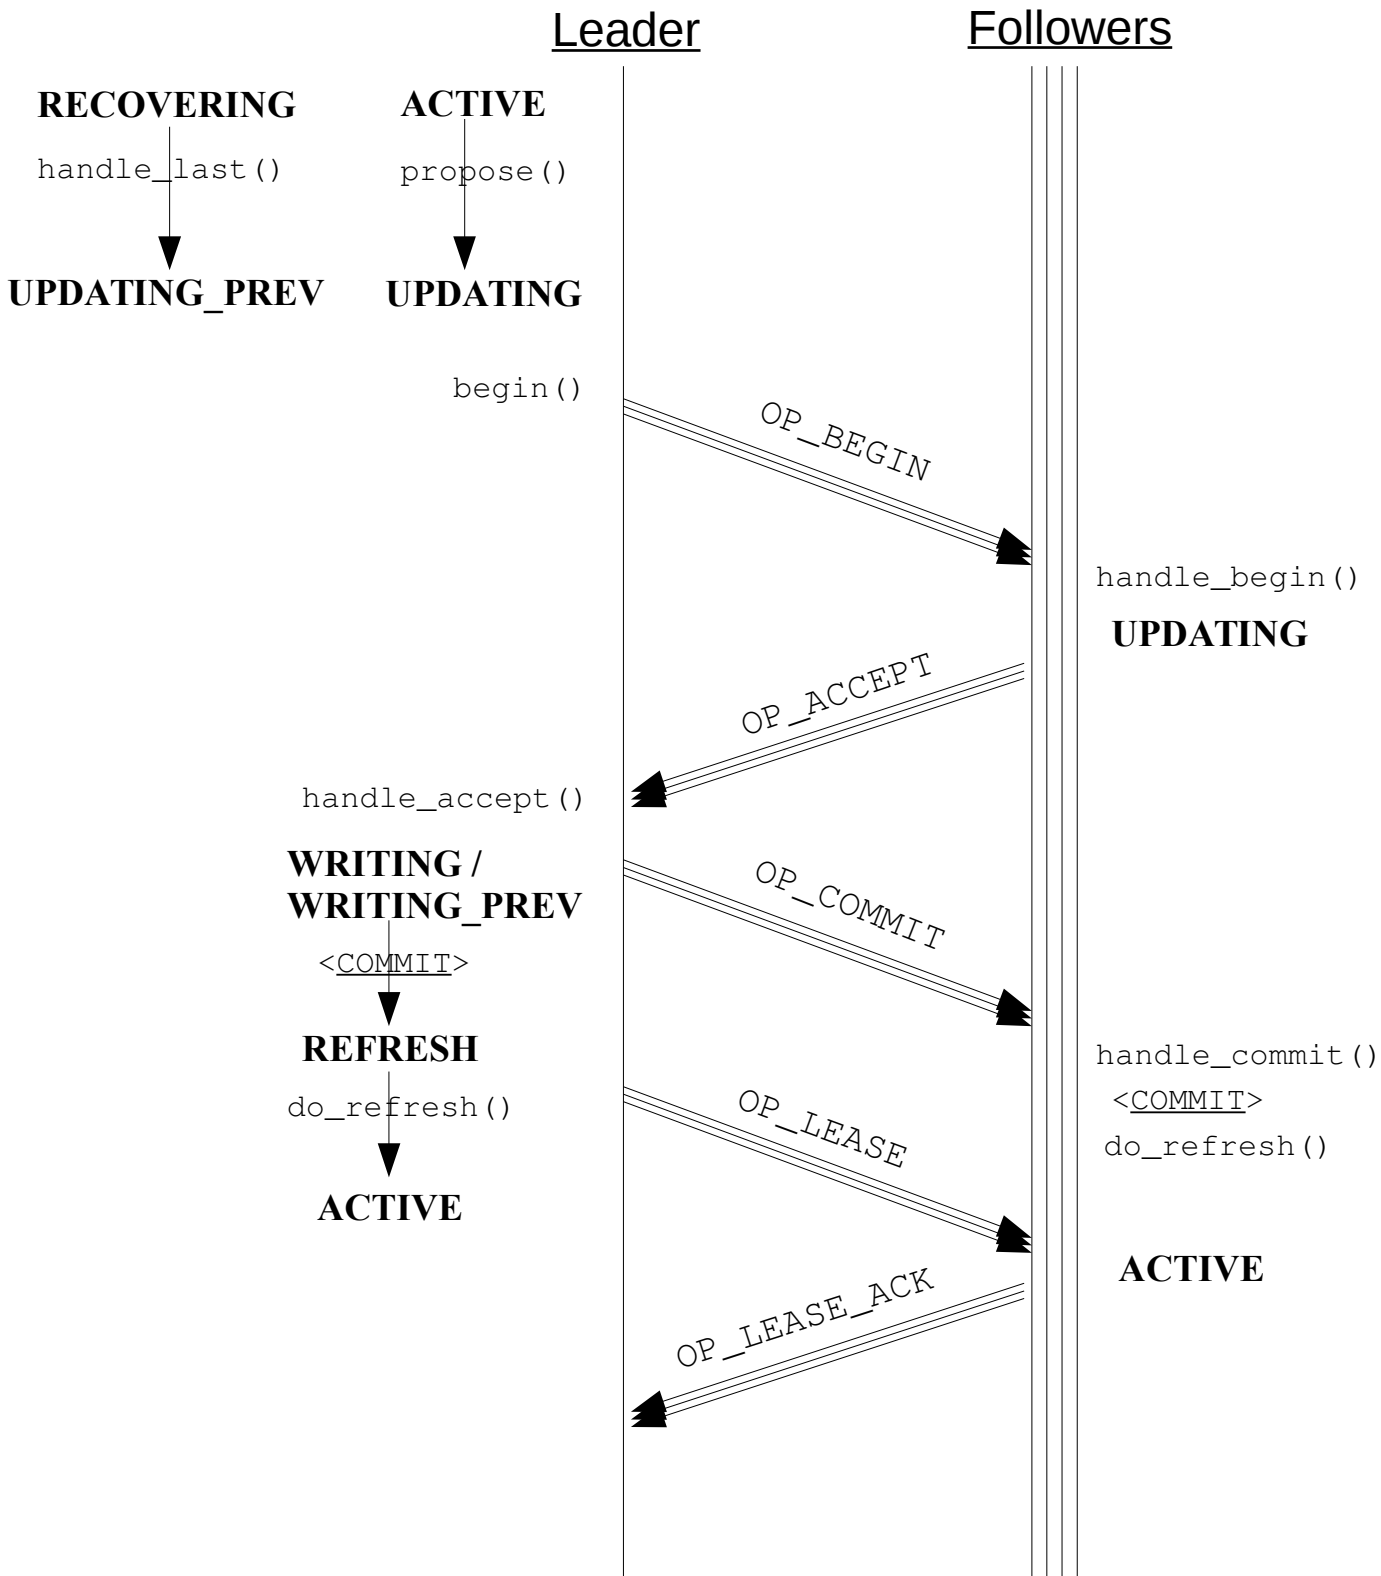 Leader
Followers
RECOVERING
ACTIVE
handle_last()
propose()
UPDATING_PREV
UPDATING
begin()
OP_BEGIN
handle_begin()
UPDATING
OP_ACCEPT
handle_accept()
WRITING /
WRITING_PREV
OP_COMMIT
<COMMIT>
REFRESH
handle_commit()
do_refresh()
OP_LEASE
<COMMIT>
do_refresh()
ACTIVE
ACTIVE
OP_LEASE_ACK